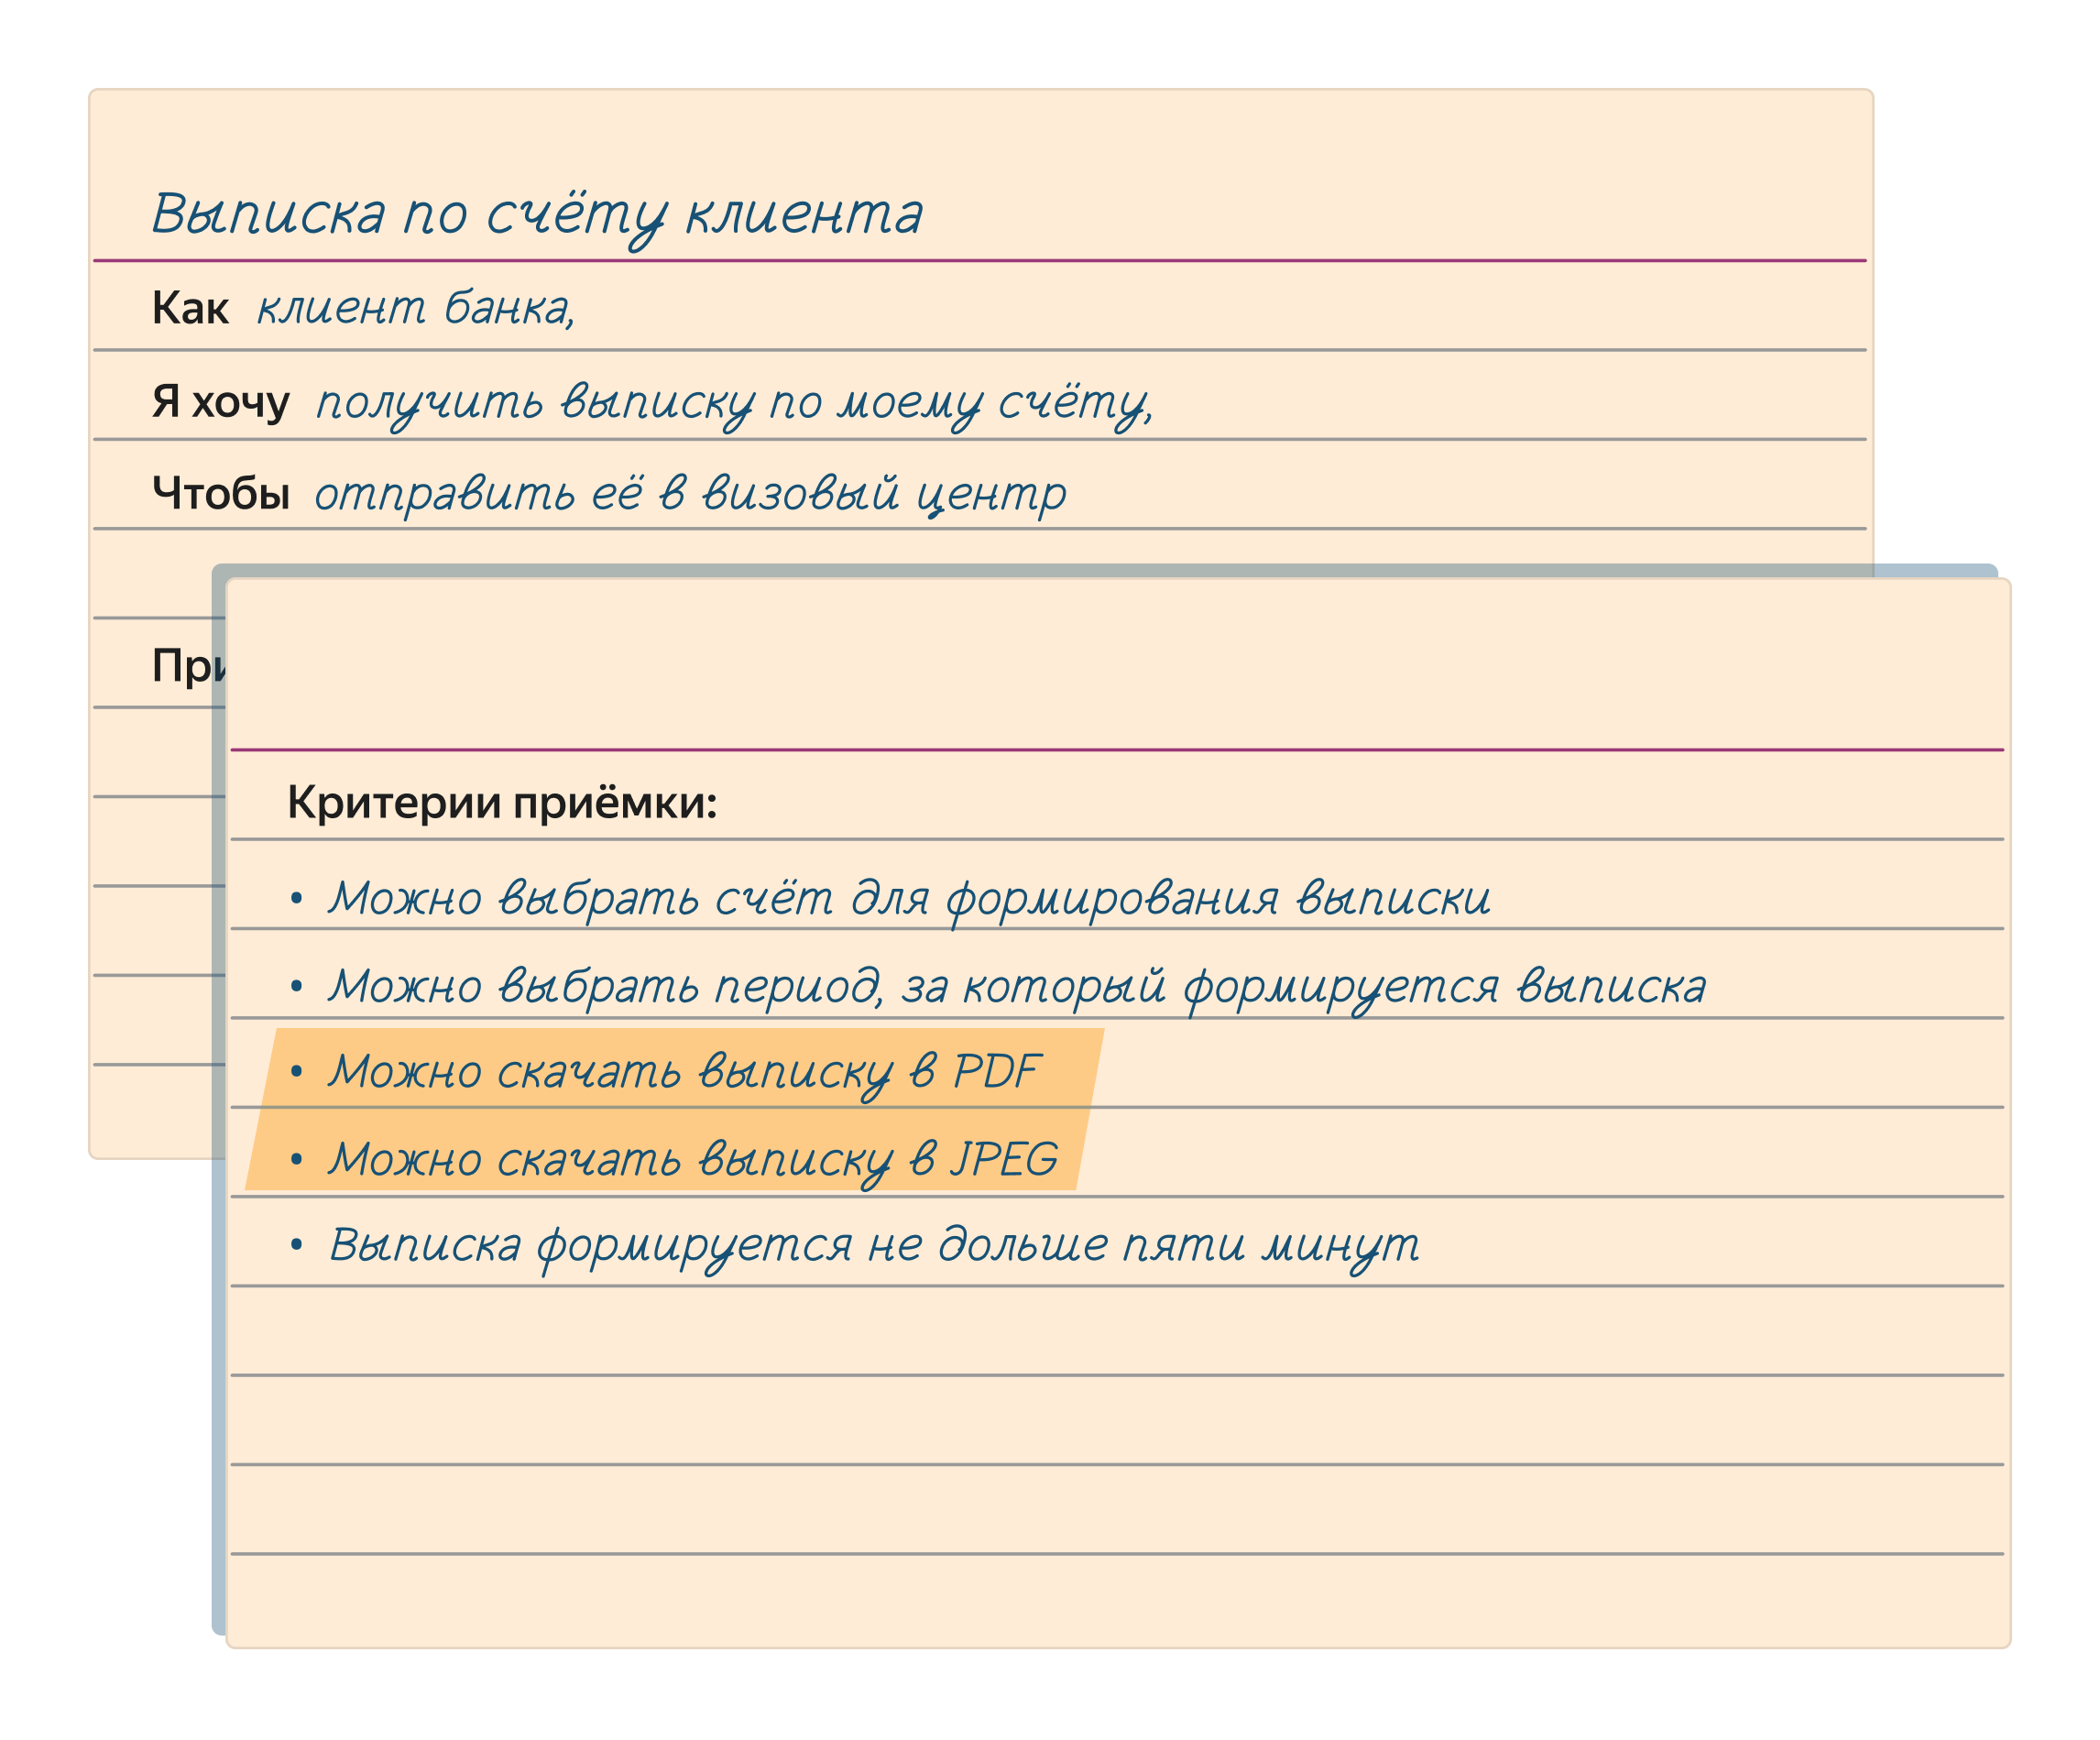 Выписка по счёту клиента
Как клиент банка,
Я хочу получить выписку по моему счёту,
Чтобы отправить её в визовый центр
Критерии приёмки:
• Можно выбрать счёт для формирования выписки
• Можно выбрать период, за который формируется выписка
• Можно скачать выписку в PDF
• Можно скачать выписку в JPEG
• Выписка формируется не дольше пяти минут